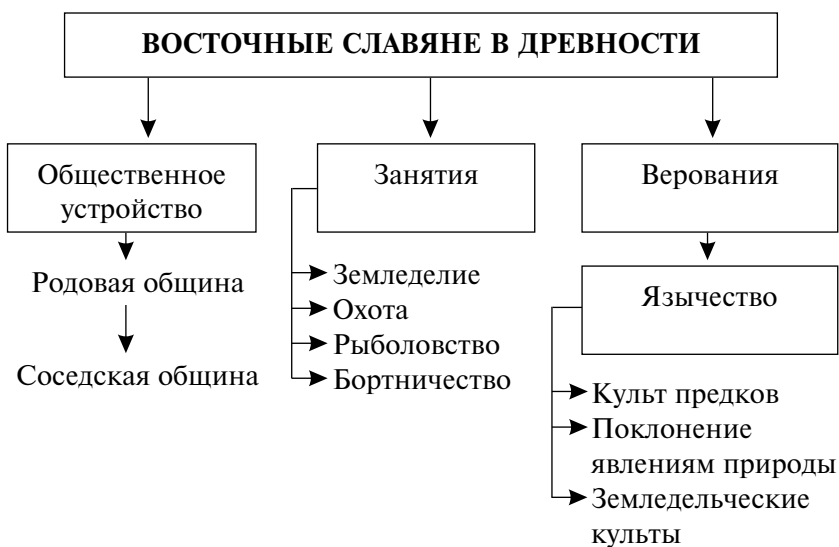 ВОСТОЧНЫЕ СЛАВЯНЕ В ДРЕВНОСТИ
Общественное
устройство
Родовая община
Соседская община
Занятия
Земледелие
Охота
Рыболовство
Бортничество
Верования
Язычество
Культ предков
Поклонение
явлениям природы
Земледельческие
культы